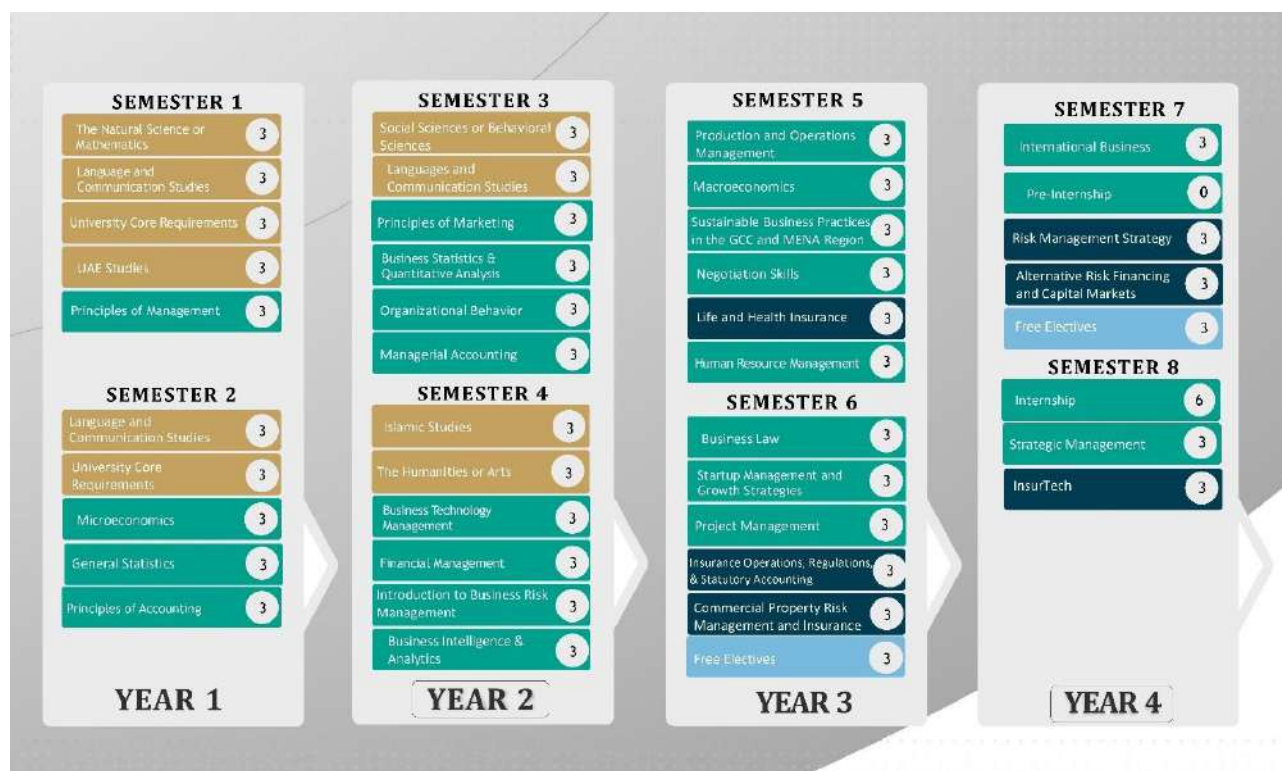 SEMESTER 1
The Natural Science or
Mathematics
3
Language and
Communication Studies
3
University Core Requirements
3
UAE Studies
3
Principles of Management
3
SEMESTER 2
Language and
Communication Studies
3
University Core
Requirements
3
Microeconomics
3
General Statistics
3
Principles of Accounting
3
YEAR 1
SEMESTER 3
Social Sciences or Behavioral
Sciences
3
Languages and
Communication Studies
3
Principles of Marketing
3
Business Statistics &
Quantitative Analysis
3
Organizational Behavior
3
Managerial Accounting
3
SEMESTER 4
Islamic Studies
3
The Humanities or Arts
3
Business Technology
Management
3
Financial Management
3
Introduction to Business Risk
Management
3
Business Intelligence &
Analytics
3
YEAR 2
SEMESTER 5
Production and Operations
Management
3
Macroeconomics
3
Sustainable Business Practices
in the GCC and MENA Region
3
Negotiation Skills
3
Life and Health Insurance
3
Human Resource Management
3
SEMESTER 6
Business Law
3
Startup Management and
Growth Strategies
3
Project Management
3
Insurance Operations, Regulations,
& Statutory Accounting
3
Commercial Property Risk
Management and Insurance
3
Free Electives
3
YEAR 3
SEMESTER 7
International Business
3
Pre-Internship
0
Risk Management Strategy
3
Alternative Risk Financing
and Capital Markets
3
Free Electives
3
SEMESTER 8
Internship
6
Strategic Management
3
InsurTech
3
YEAR 4